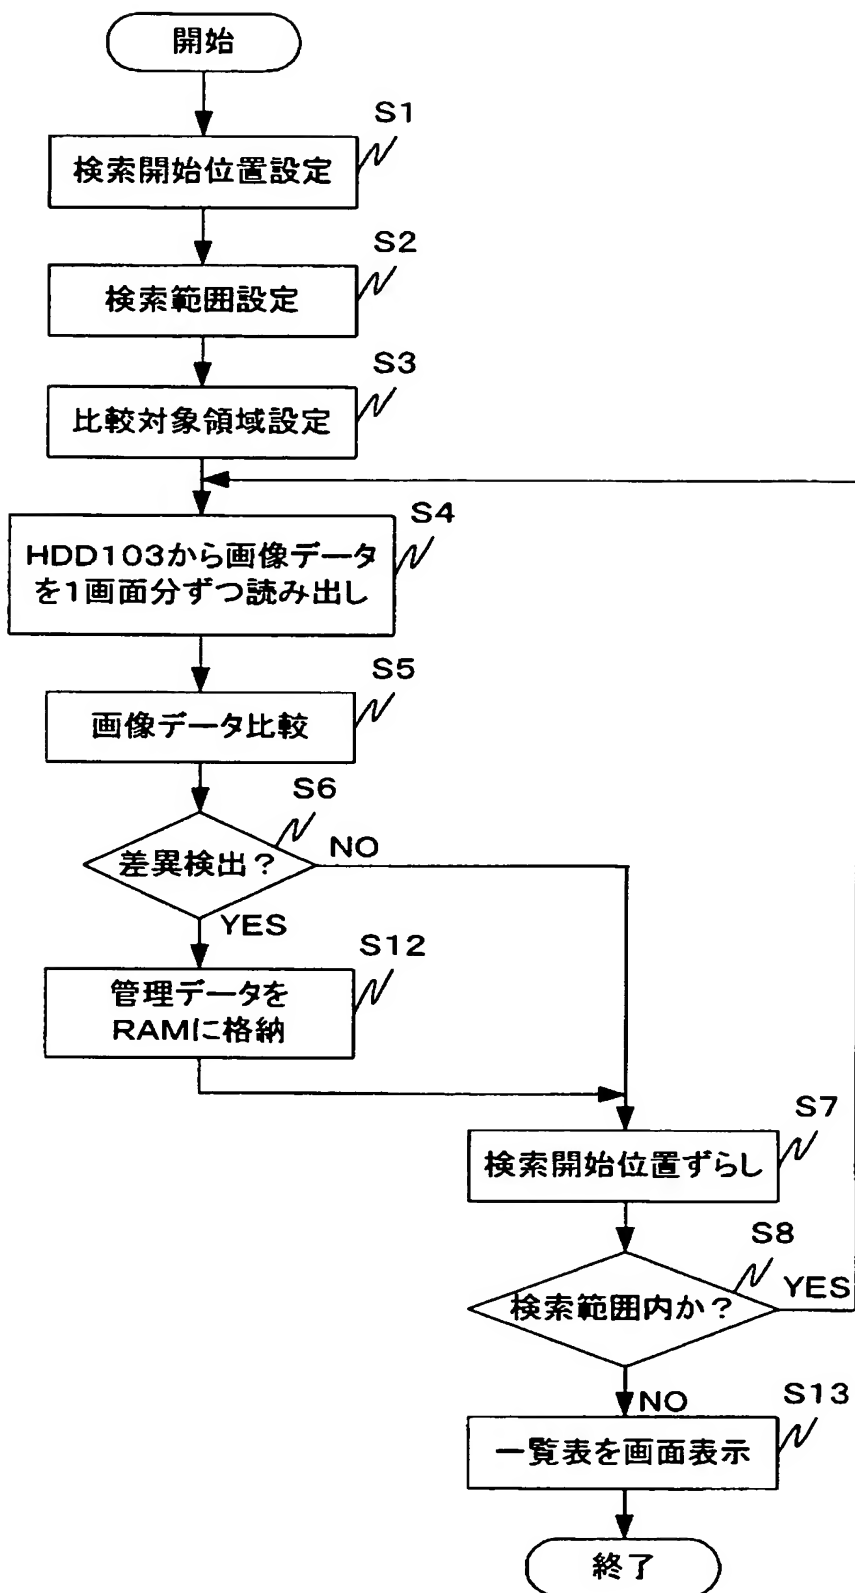 開始
S1
検索開始位置設定
S2
検索範囲設定
S3
比較対象領域設定
S4
HDD103から画像データ
を1画面分ずつ読み出し
S5
画像データ比較
S6
差異検出?
NO
YES
S12
管理データを
RAMに格納
S7
検索開始位置ずらし
S8
検索範囲内か?
YES
NO
S13
一覧表を画面表示
終了